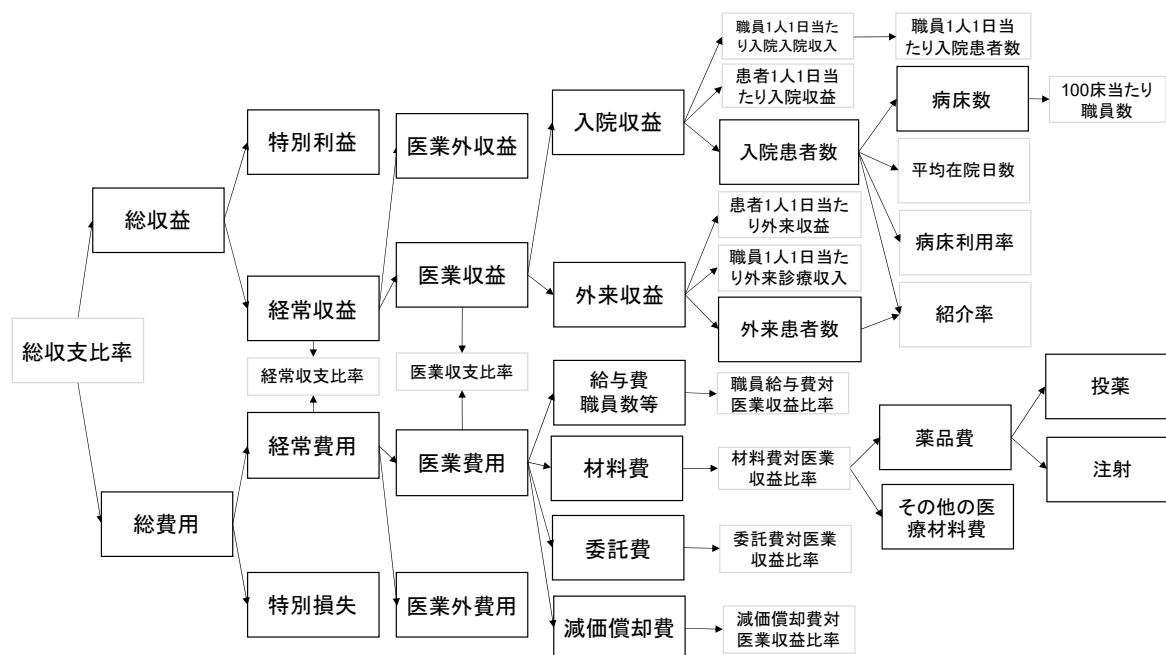 総収支比率
総収益
総費用
特別利益
経常収益
経常収支比率
経常費用
特別損失
医業外収益
医業収益
医業収支比率
医業費用
医業外費用
入院収益
外来収益
給与費
職員数等
材料費
委託費
減価償却費
職員1人1日当た
り入院入院収入
患者1人1日当
たり入院収益
入院患者数
患者1人1日当た
り外来収益
職員1人1日当た
り外来診療収入
外来患者数
職員給与費対
医業収益比率
材料費対医業
収益比率
委託費対医業
収益比率
減価償却費対
医業収益比率
職員1人1日当
たり入院患者数
病床数
平均在院日数
病床利用率
紹介率
薬品費
その他の医
療材料費
100床当たり
職員数
投薬
注射